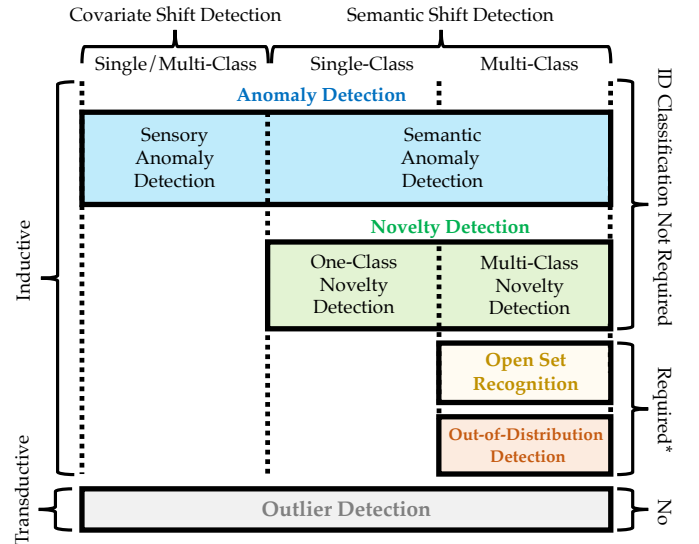 Covariate Shift Detection
Semantic Shift Detection
Single/Multi-Class
Single-Class
Multi-Class
Anomaly Detection
Sensory
Anomaly
Detection
Semantic
Anomaly
Detection
Novelty Detection
One-Class
Novelty
Detection
Multi-Class
Novelty
Detection
Open Set
Recognition
Out-of-Distribution
Detection
Outlier Detection
Inductive
Transductive
ID Classification Not Required
Required*
No